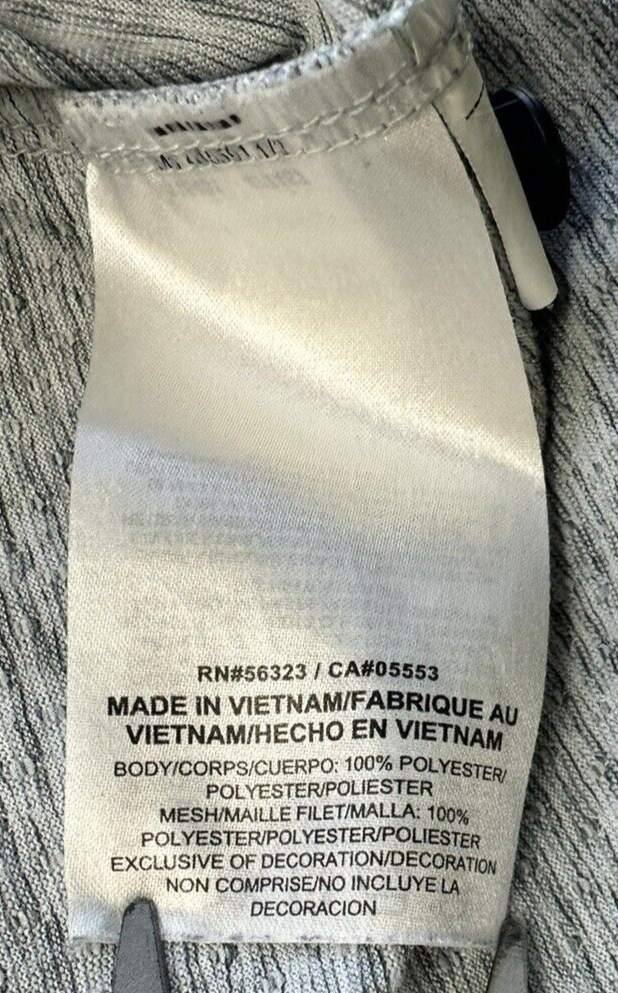 RN#56323 / CA#05553
MADE IN VIETNAM/FABRIQUE AU
VIETNAM/HECHO EN VIETNAM
BODY/CORPS/CUERPO: 100% POLYESTER/
POLYESTER/POLIESTER
MESH/MAILLE FILET/MALLA: 100%
POLYESTER/POLYESTER/POLIESTER
EXCLUSIVE OF DECORATION/DECORATION
NON COMPRISE/NO INCLUYE LA
DECORACION